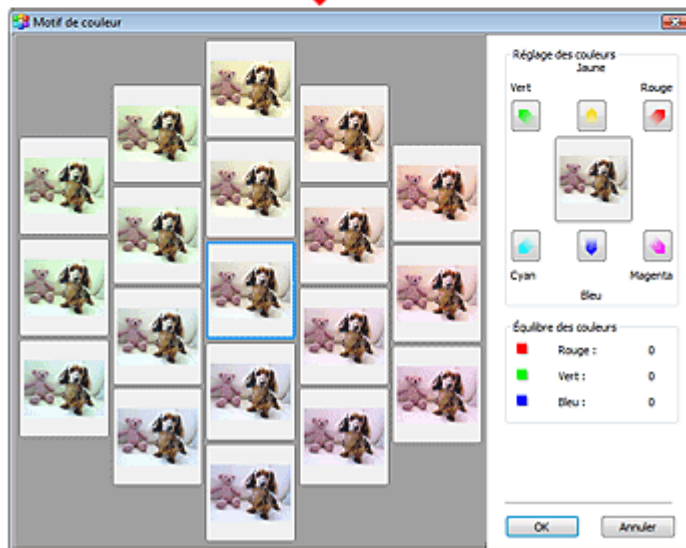 Motif de couleur
Réglage des couleurs
Jaune
Vert
Rouge
Cyan
Magenta
Bleu
Équilibre des couleurs
Rouge : 0
Vert : 0
Bleu : 0
OK
Annuler